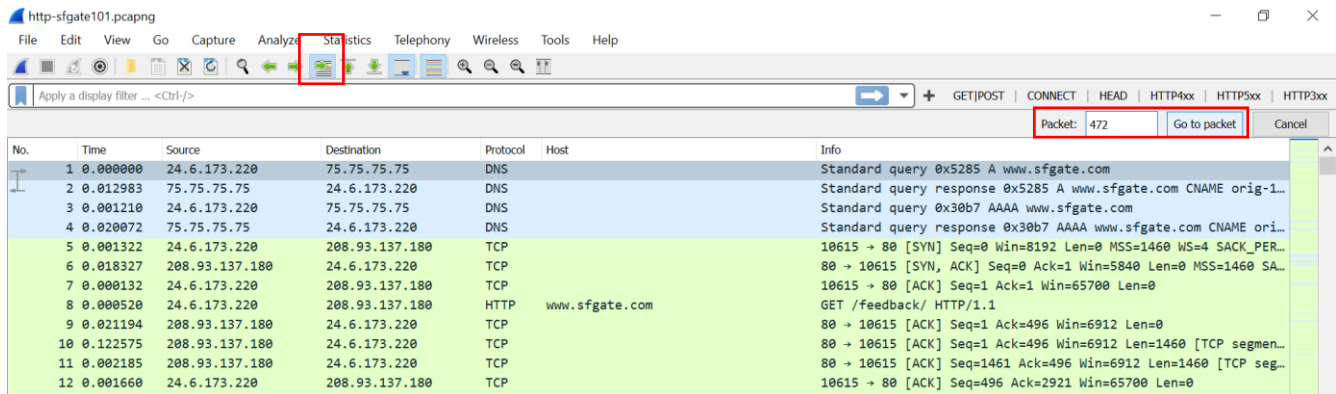 http-sfgate101.pcapng
File Edit View Go Capture Analyze Statistics Telephony Wireless Tools Help
Apply a display filter ... <Ctrl-/> GET|POST | CONNECT | HEAD | HTTP4xx | HTTP5xx | HTTP3xx
Packet: 472 Go to packet Cancel
No. Time Source Destination Protocol Host Info
1 0.000000 24.6.173.220 75.75.75.75 DNS Standard query 0x5285 A www.sfgate.com
2 0.012983 75.75.75.75 24.6.173.220 DNS Standard query response 0x5285 A www.sfgate.com CNAME orig-1…
3 0.001210 24.6.173.220 75.75.75.75 DNS Standard query 0x30b7 AAAA www.sfgate.com
4 0.020072 75.75.75.75 24.6.173.220 DNS Standard query response 0x30b7 AAAA www.sfgate.com CNAME ori…
5 0.001322 24.6.173.220 208.93.137.180 TCP 10615 → 80 [SYN] Seq=0 Win=8192 Len=0 MSS=1460 WS=4 SACK_PER…
6 0.018327 208.93.137.180 24.6.173.220 TCP 80 → 10615 [SYN, ACK] Seq=0 Ack=1 Win=5840 Len=0 MSS=1460 SA…
7 0.000132 24.6.173.220 208.93.137.180 TCP 10615 → 80 [ACK] Seq=1 Ack=1 Win=65700 Len=0
8 0.000520 24.6.173.220 208.93.137.180 HTTP www.sfgate.com GET /feedback/ HTTP/1.1
9 0.021194 208.93.137.180 24.6.173.220 TCP 80 → 10615 [ACK] Seq=1 Ack=496 Win=6912 Len=0
10 0.122575 208.93.137.180 24.6.173.220 TCP 80 → 10615 [ACK] Seq=1 Ack=496 Win=6912 Len=1460 [TCP segmen…
11 0.002185 208.93.137.180 24.6.173.220 TCP 80 → 10615 [ACK] Seq=1461 Ack=496 Win=6912 Len=1460 [TCP seg…
12 0.001660 24.6.173.220 208.93.137.180 TCP 10615 → 80 [ACK] Seq=496 Ack=2921 Win=65700 Len=0